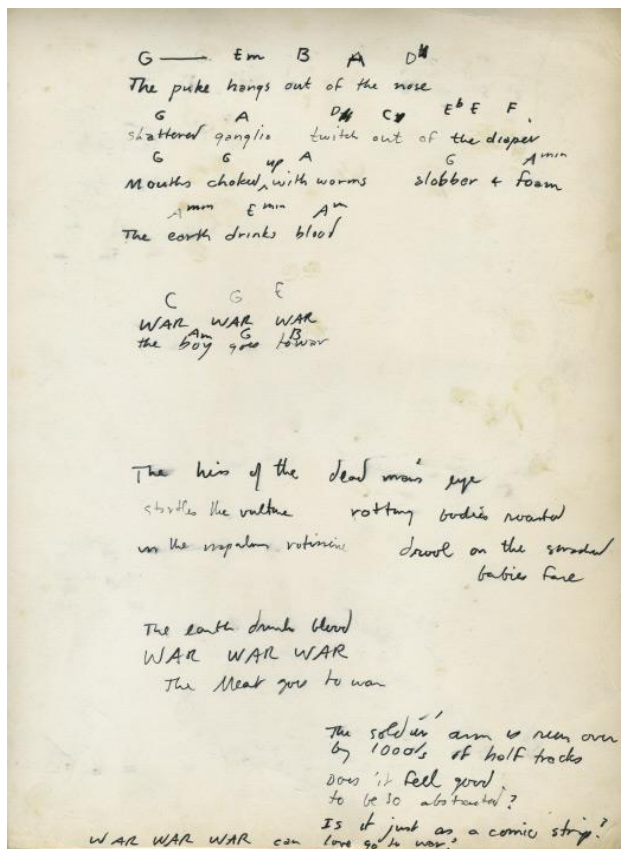 G — Em B A D#
The puke hangs out of the nose
G A D# C# Eb E F
shattered ganglia twitch out of the diaper
G G A G Amin
Mouths choked up with worms slobber & foam
Amin Emin Am
The earth drinks blood
C G E
WAR WAR WAR
Am G B
the boy goes to war
The hiss of the dead man's eye
startles the vulture rotting bodies roasted
in the napalm rotisserie drool on the smashed
babies face
The earth drinks blood
WAR WAR WAR
The Meat goes to war
The soldiers' arm is run over
by 1000s of half tracks
Does it feel good
to be so abstracted?
Is it just as a comic strip?
WAR WAR WAR can love go to war?